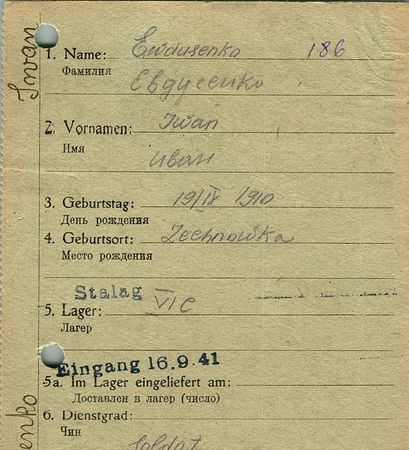 Iwan
1. Name: Ewdusenko 186
Фамилия Евдусенко
2. Vornamen: Iwan
Имя
Иван
3. Geburtstag: 19/IV 1910
День рождения
4. Geburtsort: Zechnowka
Место рождения
Stalag
5. Lager: VI C
Лагерь
Eingang 16.9.41
5a. Im Lager eingeliefert am:
Доставлен в лагерь (число)
6. Dienstgrad:
Чин
Soldat
enko